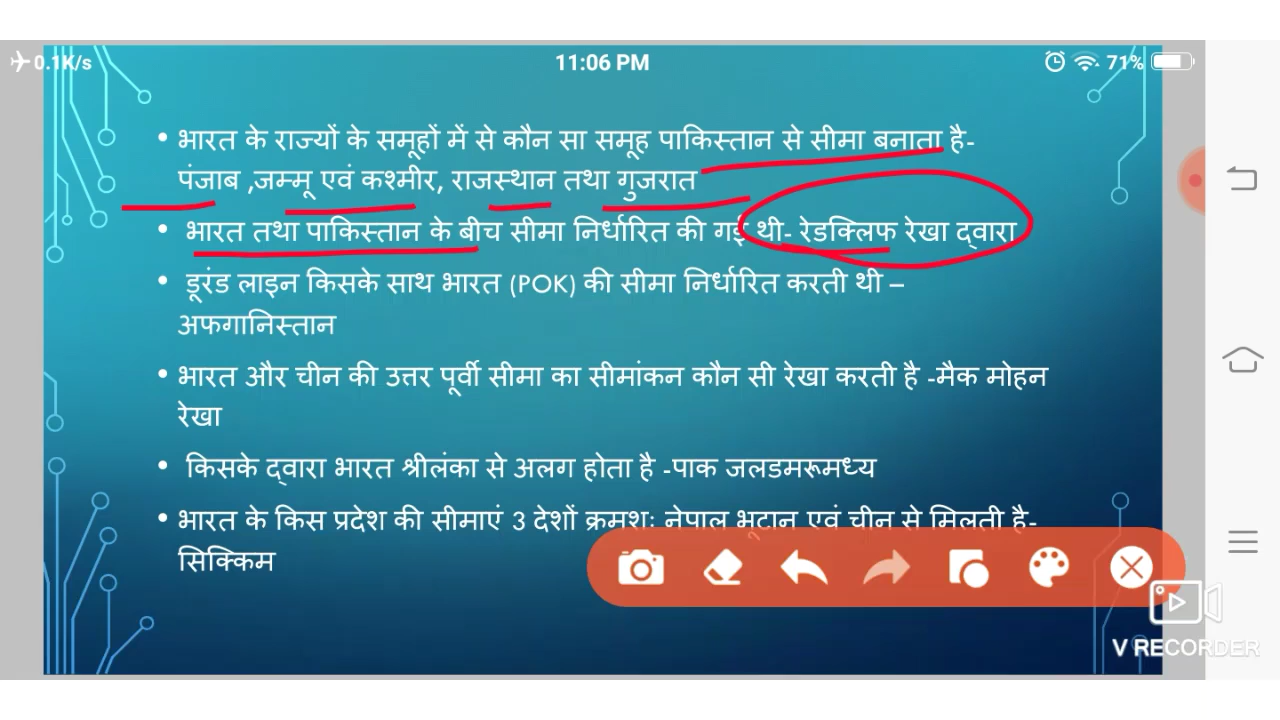 0.1K/s 11:06 PM 71%
• भारत के राज्यों के समूहों में से कौन सा समूह पाकिस्तान से सीमा बनाता है-
पंजाब ,जम्मू एवं कश्मीर, राजस्थान तथा गुजरात
• भारत तथा पाकिस्तान के बीच सीमा निर्धारित की गई थी- रेडक्लिफ रेखा द्वारा
• डूरंड लाइन किसके साथ भारत (POK) की सीमा निर्धारित करती थी –
अफगानिस्तान
• भारत और चीन की उत्तर पूर्वी सीमा का सीमांकन कौन सी रेखा करती है -मैक मोहन
रेखा
• किसके द्वारा भारत श्रीलंका से अलग होता है -पाक जलडमरूमध्य
• भारत के किस प्रदेश की सीमाएं 3 देशों क्रमशः नेपाल भूटान एवं चीन से मिलती है-
सिक्किम
V RECORDER